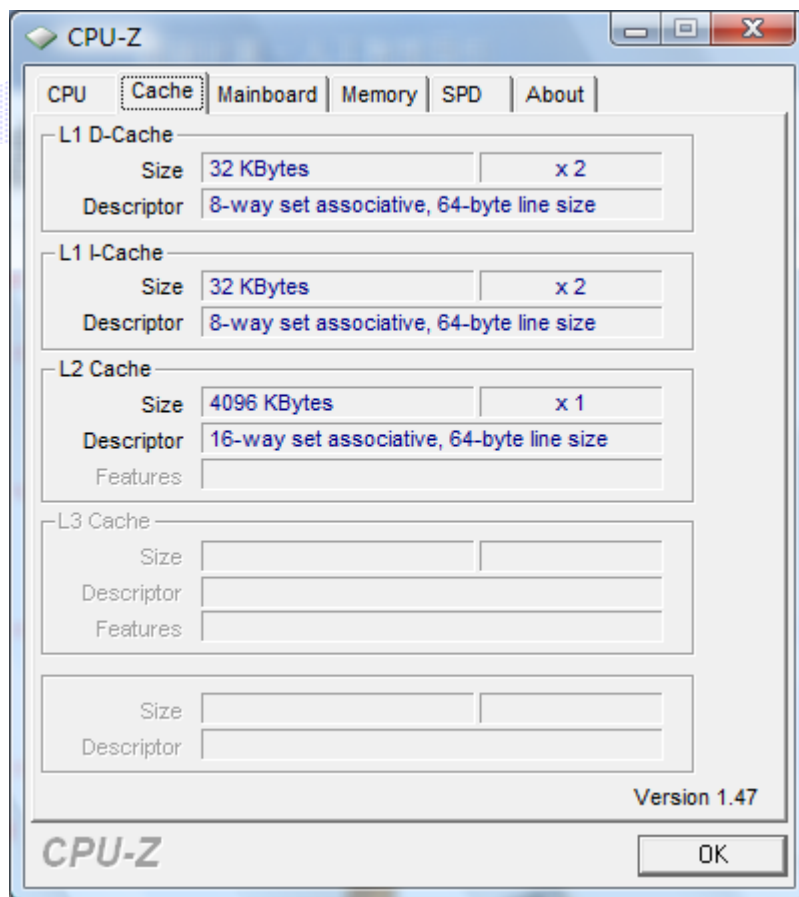 CPU-Z
CPU Cache Mainboard Memory SPD About
L1 D-Cache
Size 32 KBytes x 2
Descriptor 8-way set associative, 64-byte line size
L1 I-Cache
Size 32 KBytes x 2
Descriptor 8-way set associative, 64-byte line size
L2 Cache
Size 4096 KBytes x 1
Descriptor 16-way set associative, 64-byte line size
Features
L3 Cache
Size
Descriptor
Features
Size
Descriptor
Version 1.47
CPU-Z OK